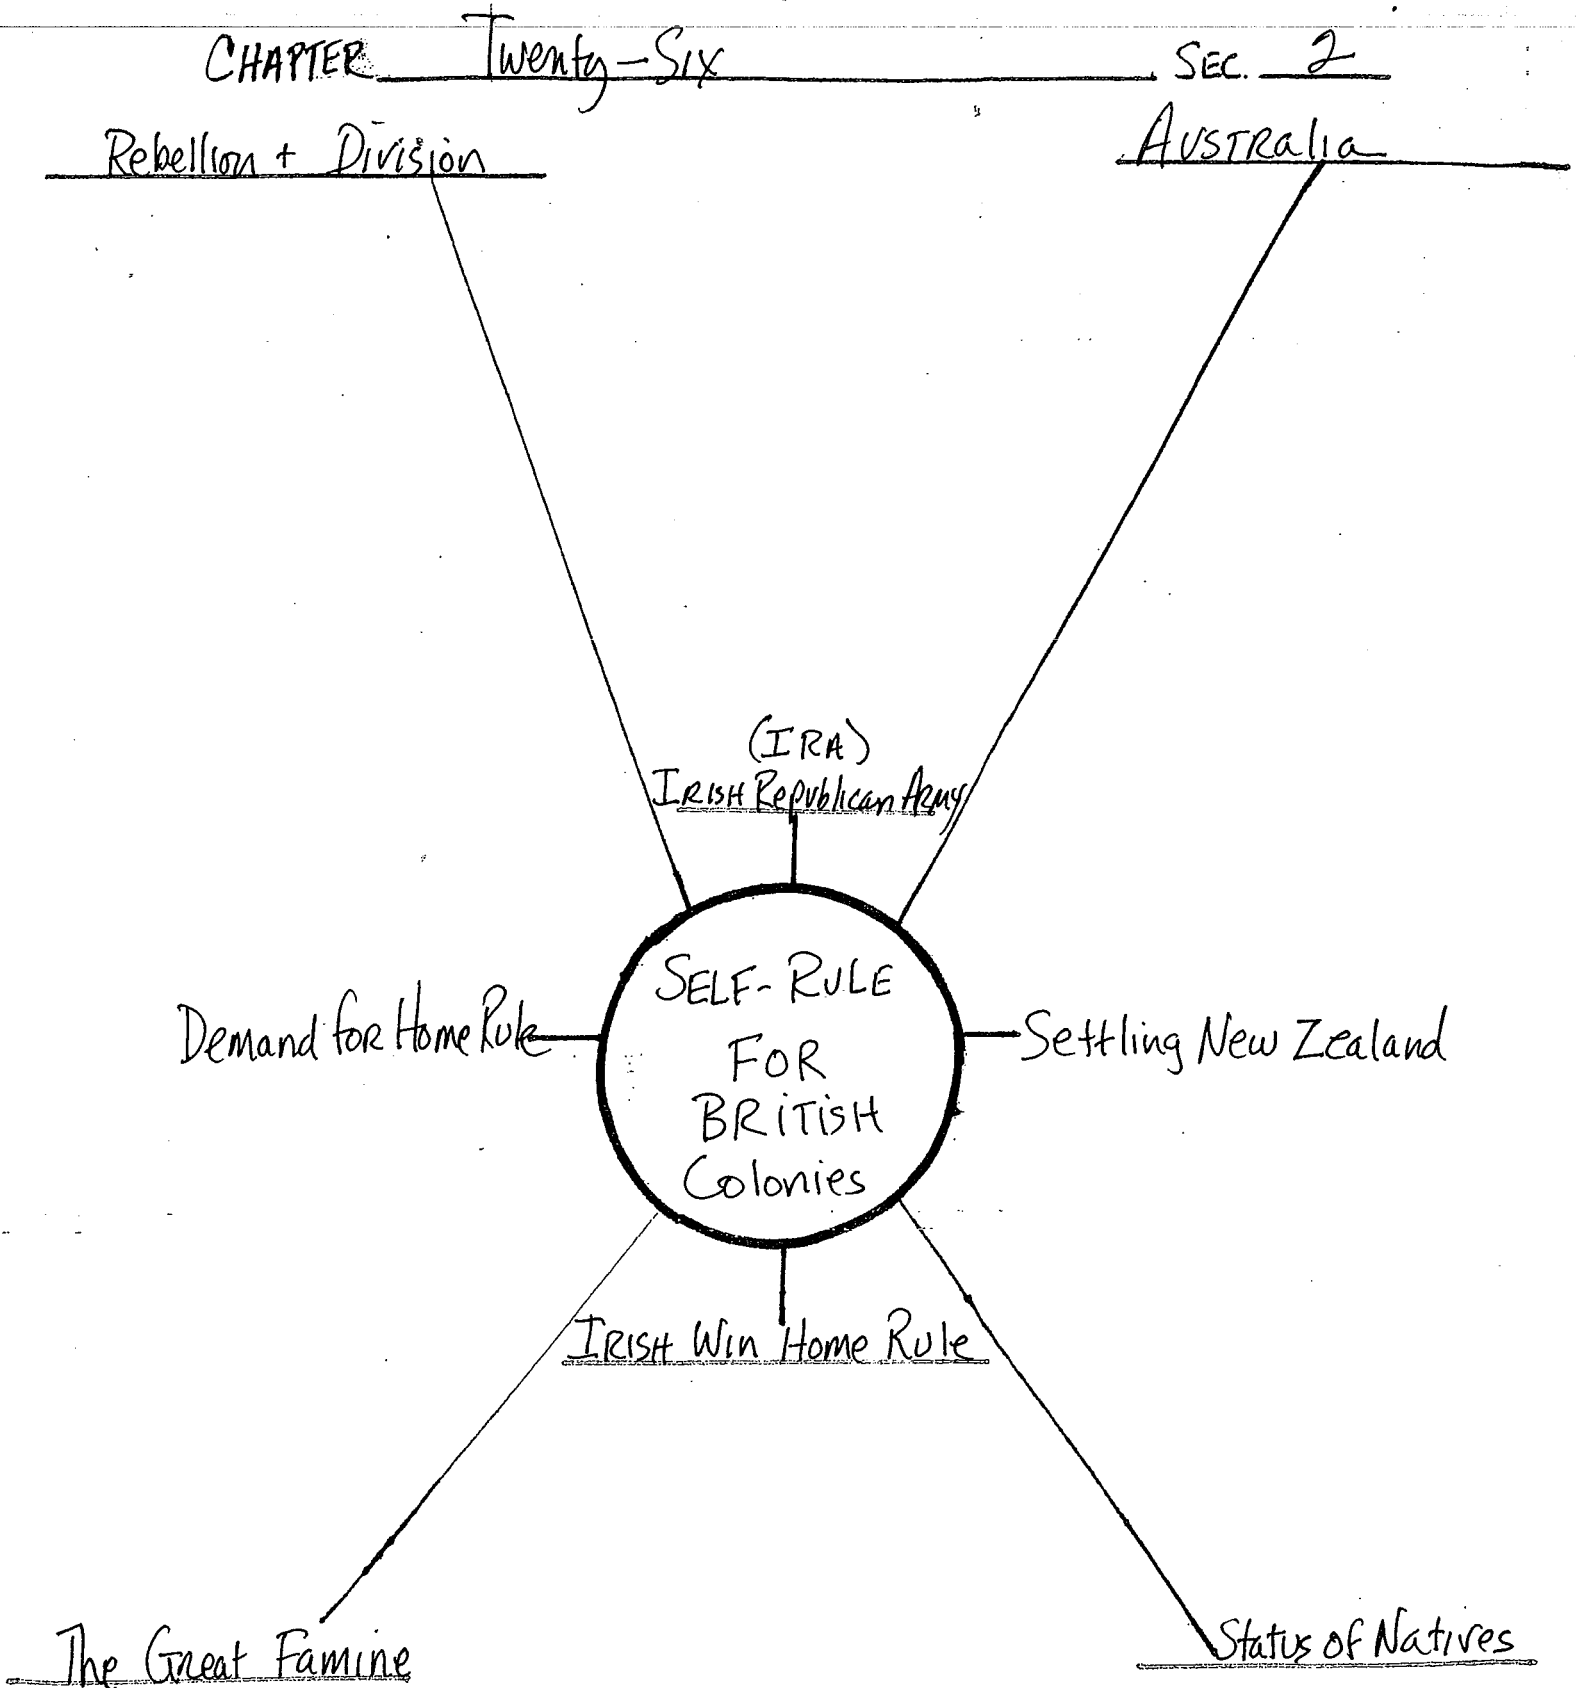 CHAPTER Twenty-Six SEC. 2
Rebellion + Division
Australia
(IRA)
Irish Republican Army
Demand for Home Rule
SELF-RULE
FOR
BRITISH
Colonies
Settling New Zealand
Irish Win Home Rule
The Great Famine
Status of Natives